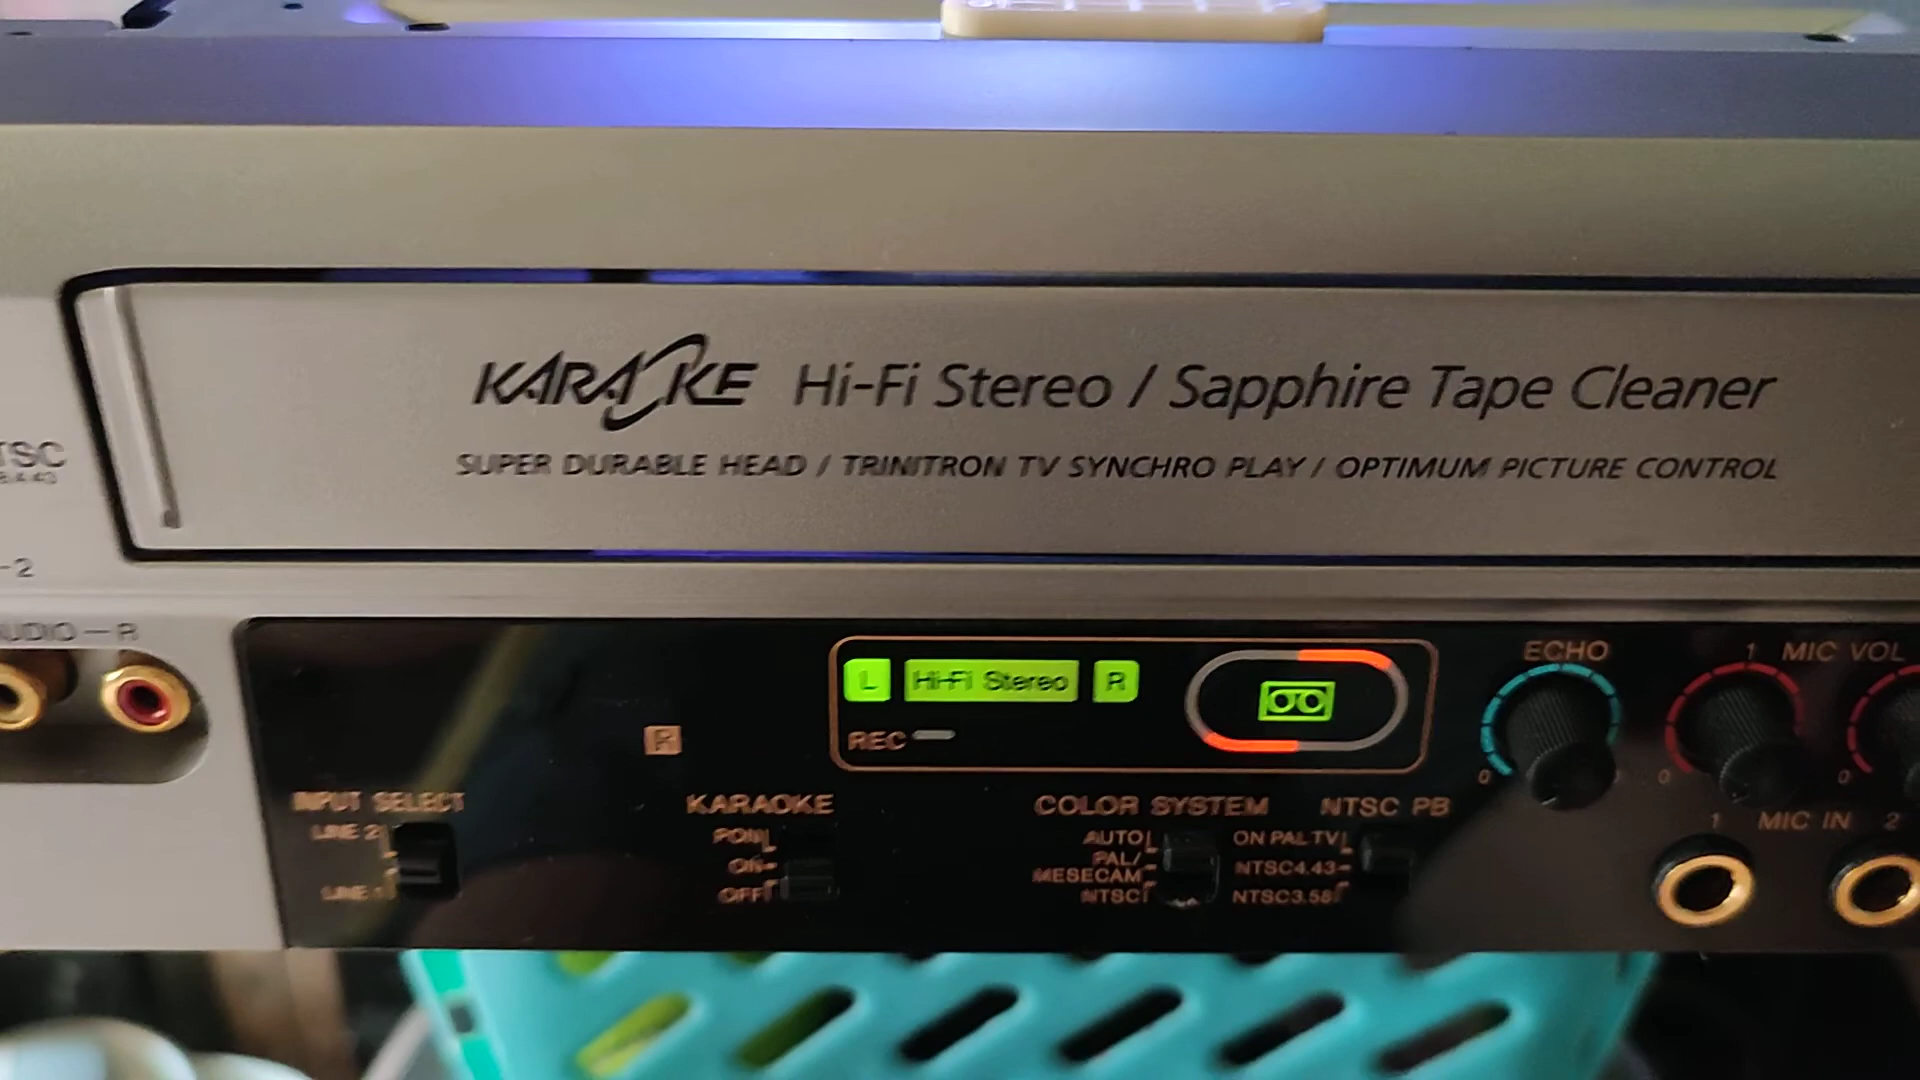 KARAOKE Hi-Fi Stereo / Sapphire Tape Cleaner
SUPER DURABLE HEAD / TRINITRON TV SYNCHRO PLAY / OPTIMUM PICTURE CONTROL
TSC
-2
UDIO-R
L Hi-Fi Stereo R
REC
ECHO
1 MIC VOL
0 0 0
INPUT SELECT
LINE 2
LINE 1
KARAOKE
ON
OFF
COLOR SYSTEM
AUTO
PAL/
MESECAM
NTSC
NTSC PB
ON PAL TV
NTSC4.43
NTSC3.58
1 MIC IN 2